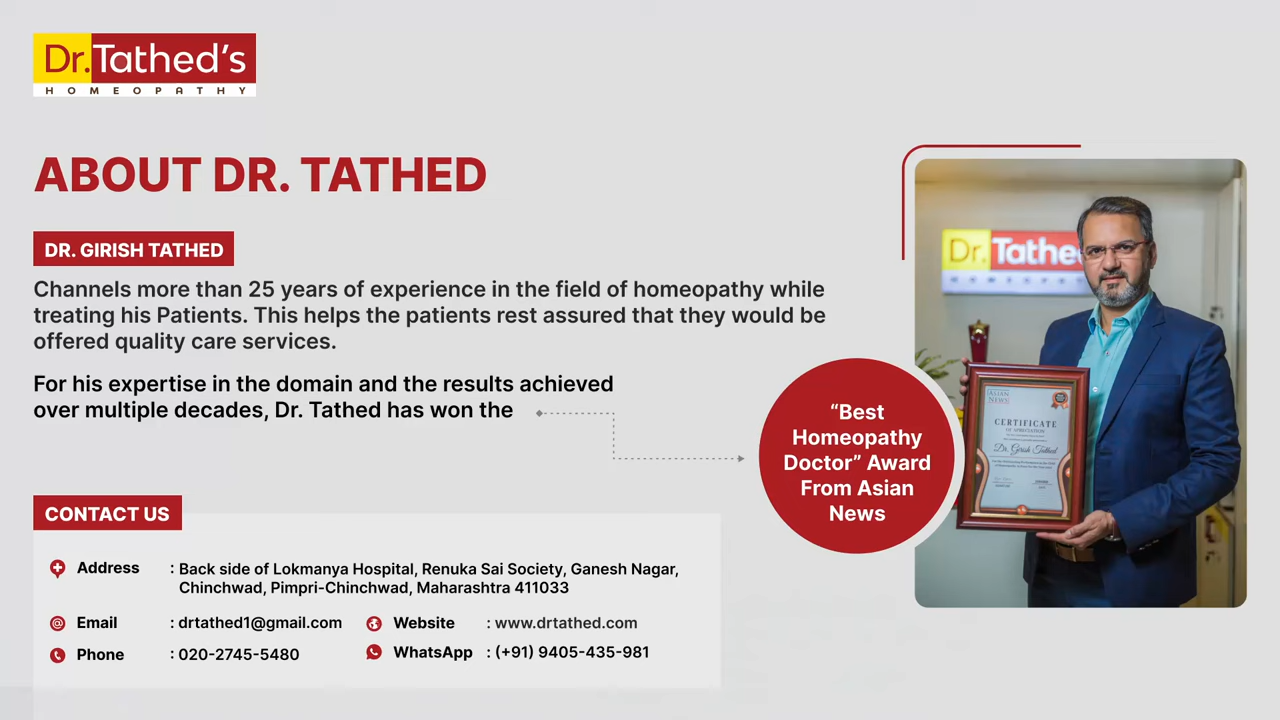 Dr.Tathed's
HOMEOPATHY
ABOUT DR. TATHED
DR. GIRISH TATHED
Channels more than 25 years of experience in the field of homeopathy while
treating his Patients. This helps the patients rest assured that they would be
offered quality care services.
For his expertise in the domain and the results achieved
over multiple decades, Dr. Tathed has won the
“Best
Homeopathy
Doctor” Award
From Asian
News
Dr.Tathe
ASIAN
NEWS
CERTIFICATE
OF APPRECIATION
Dr. Girish Tathed
CONTACT US
Address : Back side of Lokmanya Hospital, Renuka Sai Society, Ganesh Nagar,
Chinchwad, Pimpri-Chinchwad, Maharashtra 411033
Email : drtathed1@gmail.com Website : www.drtathed.com
Phone : 020-2745-5480 WhatsApp : (+91) 9405-435-981